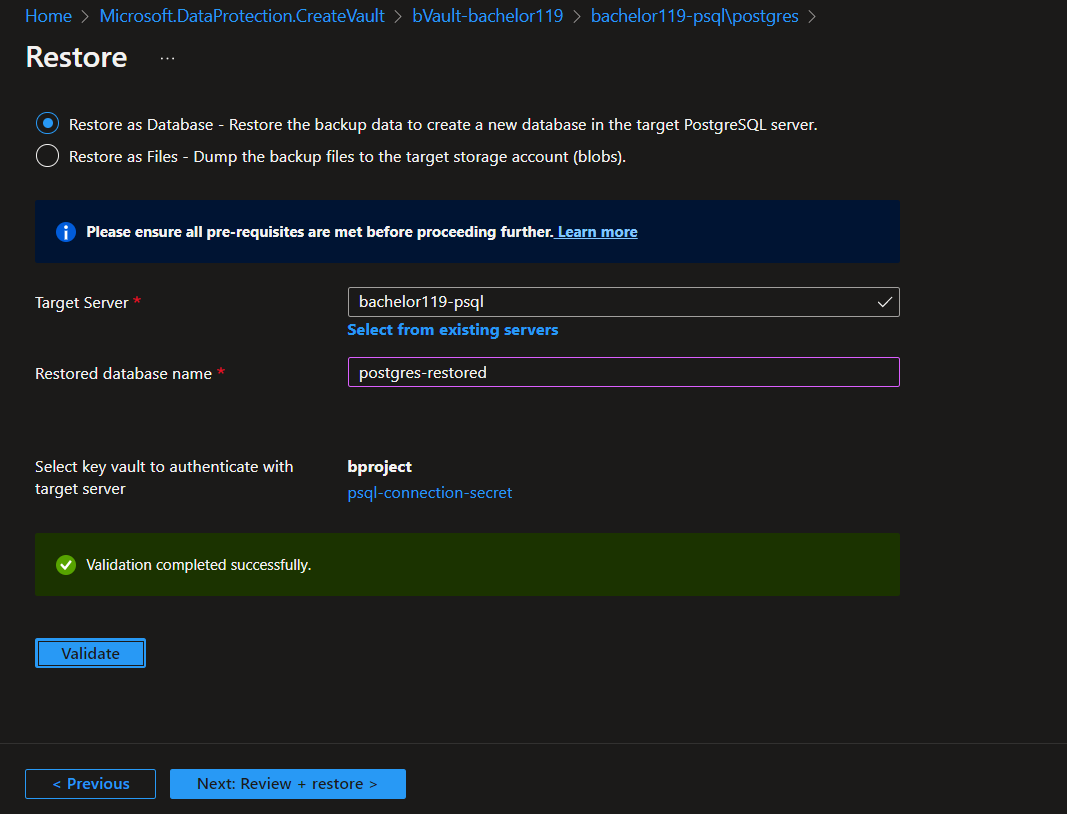 Home > Microsoft.DataProtection.CreateVault > bVault-bachelor119 > bachelor119-psql\postgres >
Restore ...
Restore as Database - Restore the backup data to create a new database in the target PostgreSQL server.
Restore as Files - Dump the backup files to the target storage account (blobs).
Please ensure all pre-requisites are met before proceeding further. Learn more
Target Server *
bachelor119-psql
Select from existing servers
Restored database name *
postgres-restored
Select key vault to authenticate with
target server
bproject
psql-connection-secret
Validation completed successfully.
Validate
< Previous
Next: Review + restore >